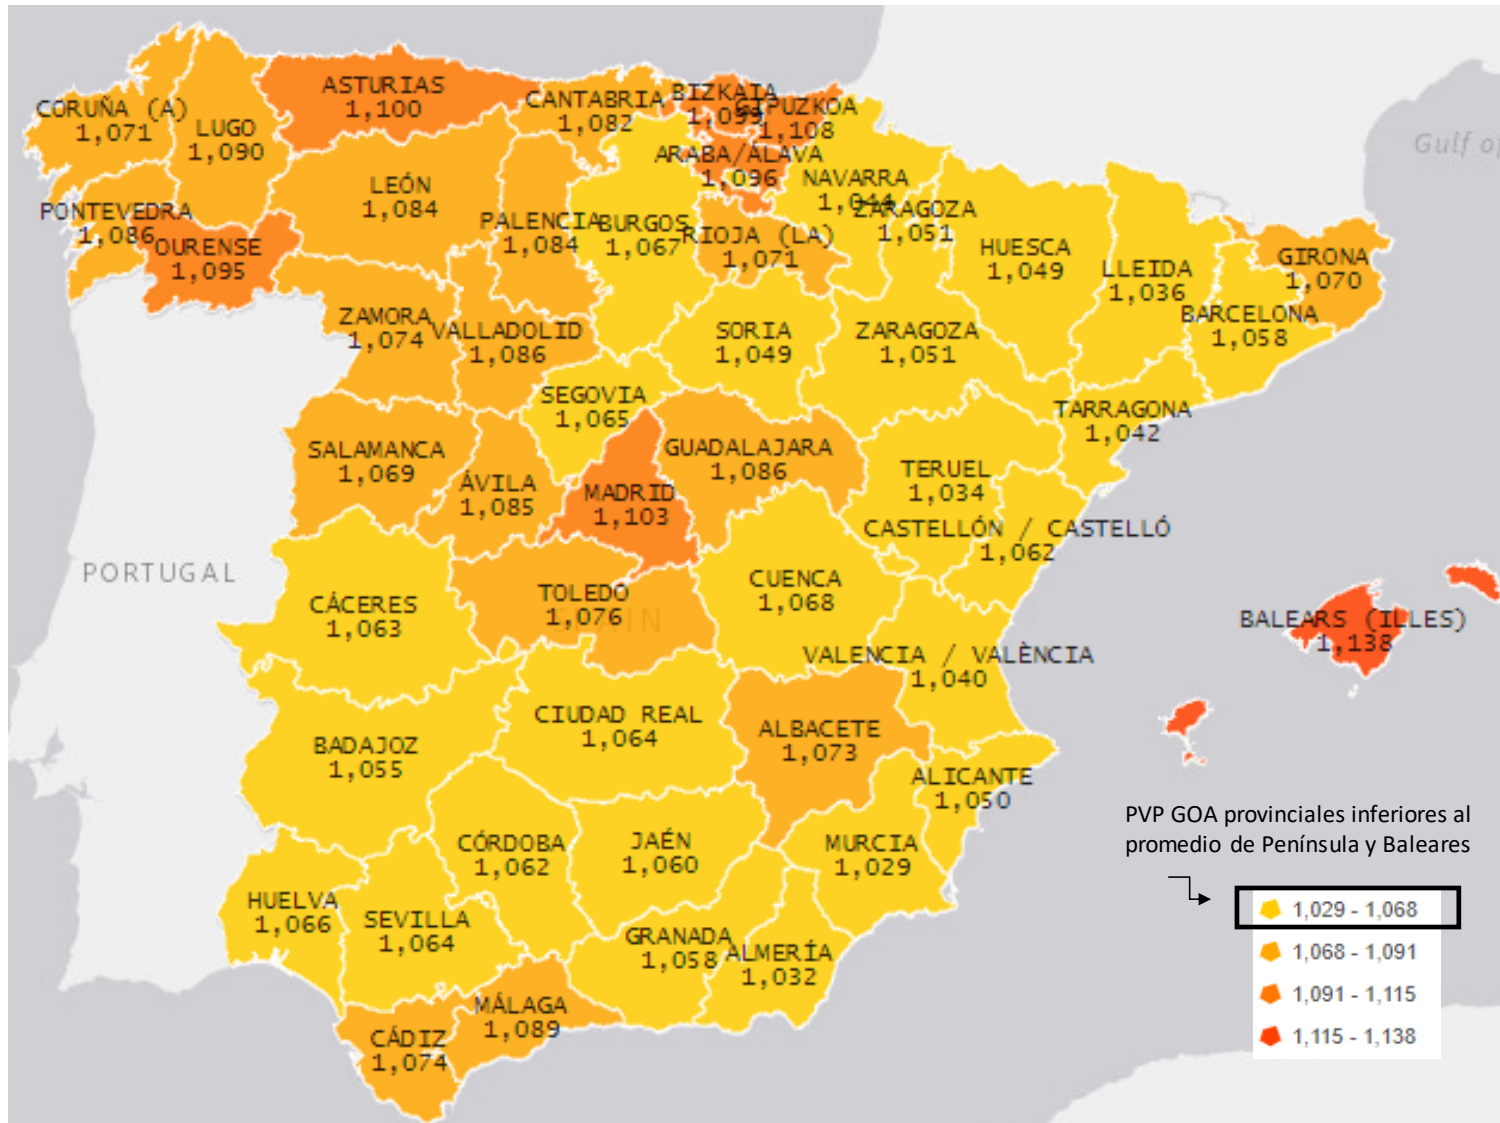 Gulf of
ASTURIAS
1,100
CORUÑA (A)
1,071
LUGO
1,090
CANTABRIA
1,082
BIZKAIA
1,099
GIPUZKOA
1,108
ARABA/ÁLAVA
1,096
NAVARRA
1,044
PONTEVEDRA
1,086
OURENSE
1,095
LEÓN
1,084
PALENCIA
1,084
BURGOS
1,067
RIOJA (LA)
1,071
ZARAGOZA
1,051
HUESCA
1,049
LLEIDA
1,036
GIRONA
1,070
BARCELONA
1,058
ZAMORA
1,074
VALLADOLID
1,086
SORIA
1,049
ZARAGOZA
1,051
SEGOVIA
1,065
TARRAGONA
1,042
SALAMANCA
1,069
ÁVILA
1,085
MADRID
1,103
GUADALAJARA
1,086
TERUEL
1,034
CASTELLÓN / CASTELLÓ
1,062
PORTUGAL
CÁCERES
1,063
TOLEDO
1,076
SPAIN
CUENCA
1,068
BALEARS (ILLES)
1,138
VALENCIA / VALÈNCIA
1,040
BADAJOZ
1,055
CIUDAD REAL
1,064
ALBACETE
1,073
ALICANTE
1,050
CÓRDOBA
1,062
JAÉN
1,060
MURCIA
1,029
HUELVA
1,066
SEVILLA
1,064
GRANADA
1,058
ALMERÍA
1,032
MÁLAGA
1,089
CÁDIZ
1,074
PVP GOA provinciales inferiores al
promedio de Península y Baleares
1,029 - 1,068
1,068 - 1,091
1,091 - 1,115
1,115 - 1,138